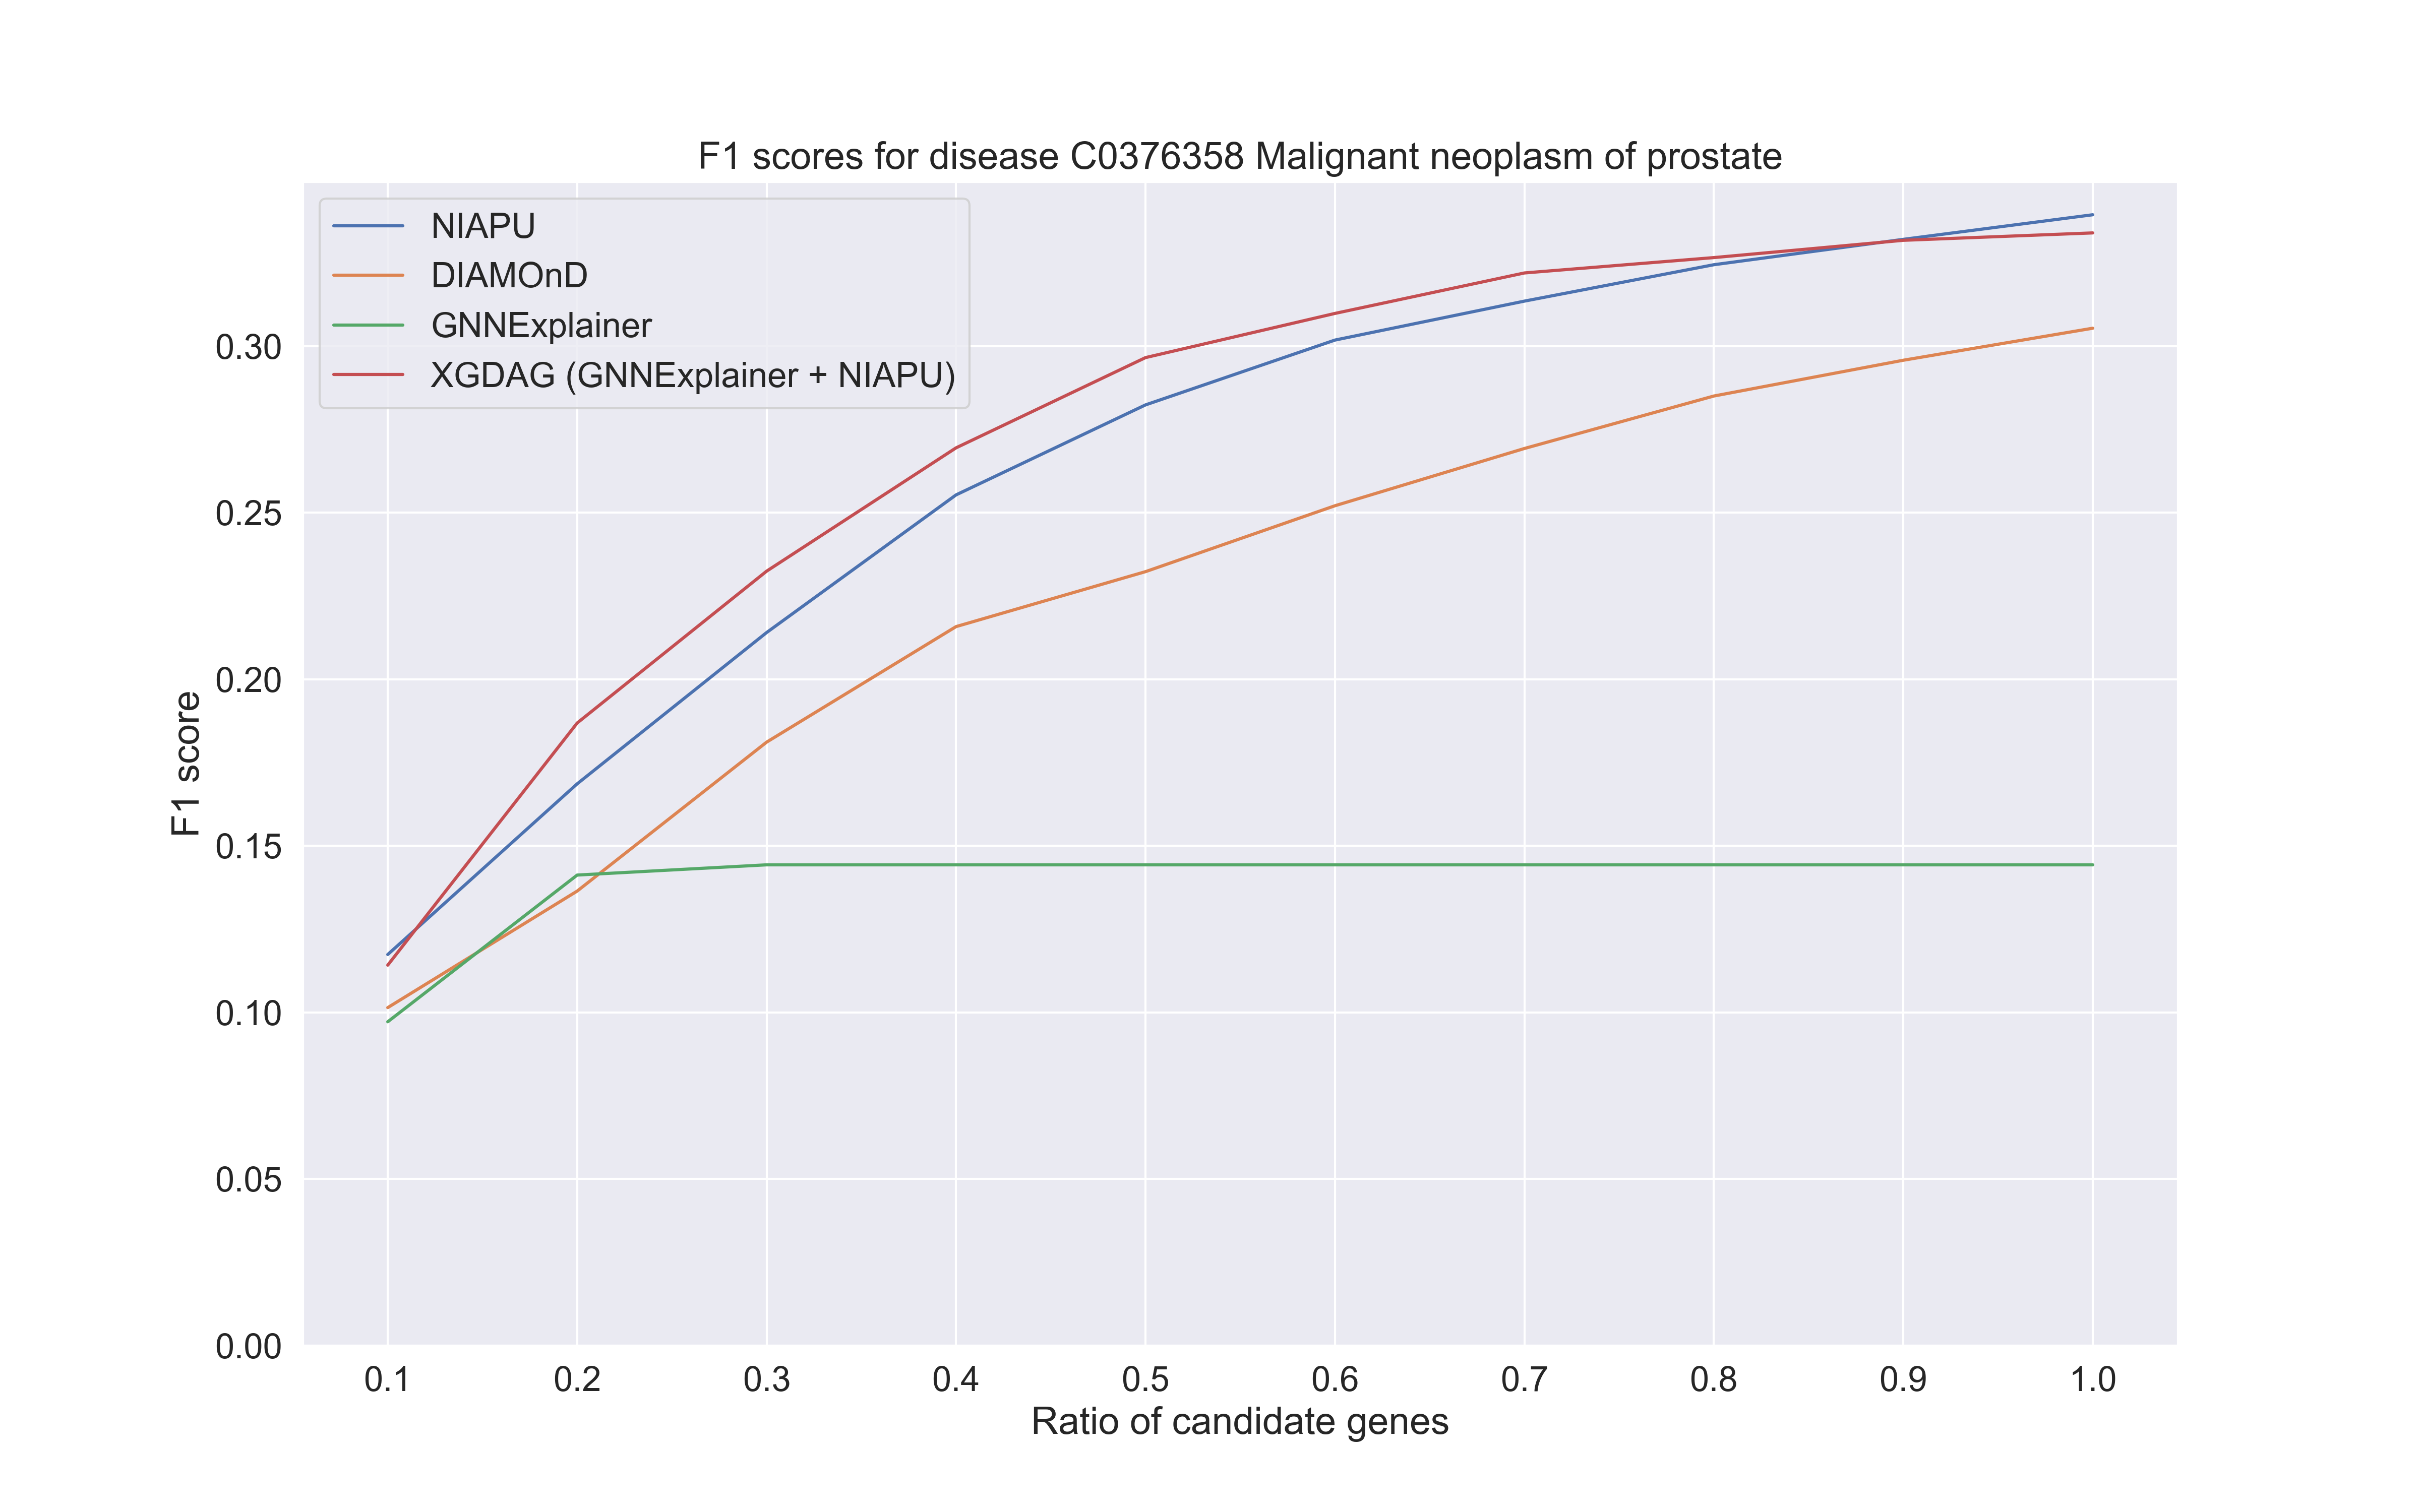 F1 scores for disease C0376358 Malignant neoplasm of prostate
NIAPU
DIAMOnD
GNNExplainer
XGDAG (GNNExplainer + NIAPU)
0.30
0.25
0.20
0.15
0.10
0.05
0.00
F1 score
0.1 0.2 0.3 0.4 0.5 0.6 0.7 0.8 0.9 1.0
Ratio of candidate genes